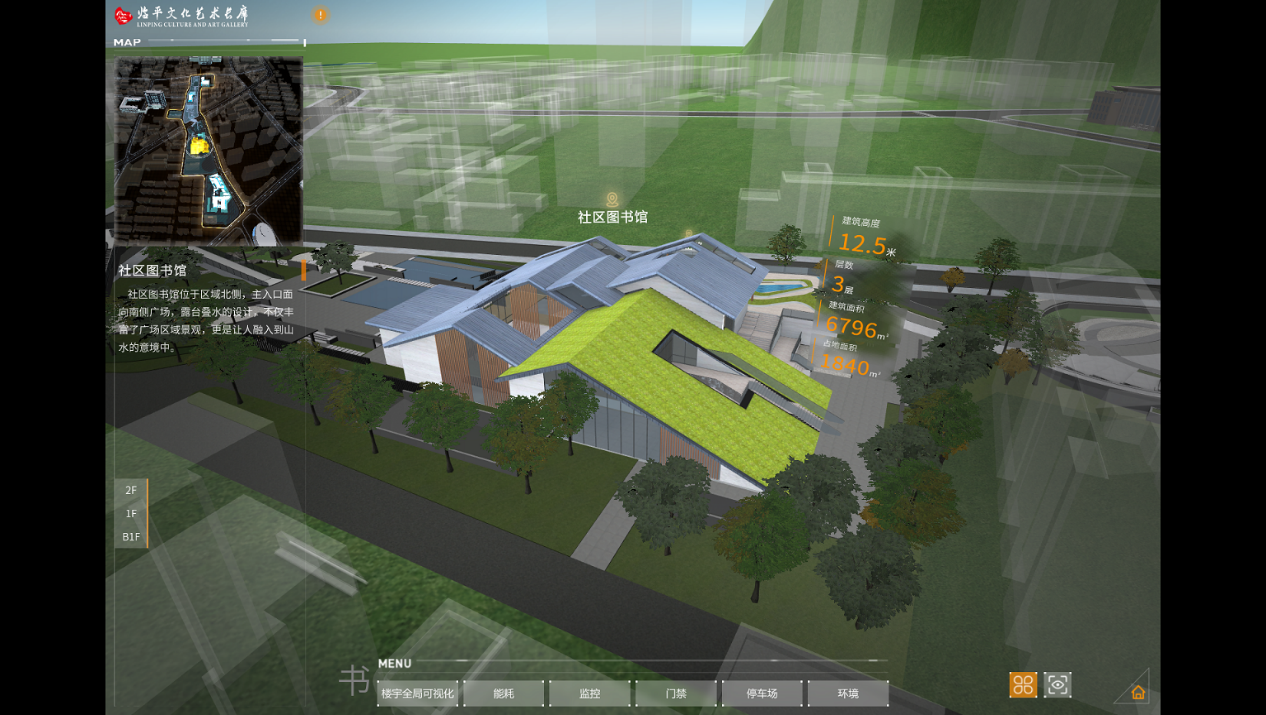 临平文化艺术长廊
LINPING CULTURE AND ART GALLERY
!
MAP
社区图书馆
社区图书馆位于区域北侧，主入口面
向南侧广场，露台叠水的设计，不仅丰
富了广场区域景观，更是让人融入到山
水的意境中。
社区图书馆
建筑高度
12.5米
层数
3层
建筑面积
6796m²
占地面积
1840m²
2F
1F
B1F
书
MENU
楼宇全局可视化
能耗
监控
门禁
停车场
环境